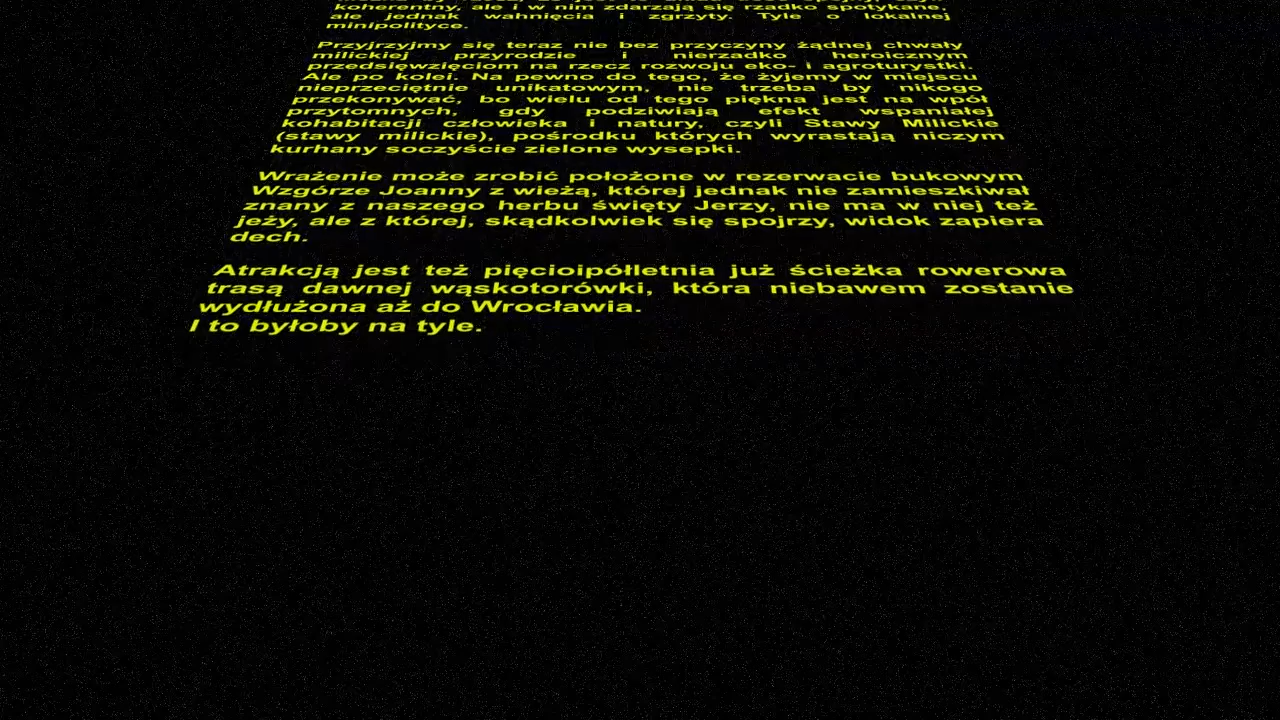 koherentny, ale i w nim zdarzają się rzadko spotykane,
ale jednak wahnięcia i zgrzyty. Tyle o lokalnej
minipolityce.
Przyjrzyjmy się teraz nie bez przyczyny żądnej chwały
milickiej przyrodzie i nierzadko heroicznym
przedsięwzięciom na rzecz rozwoju eko- i agroturystki.
Ale po kolei. Na pewno do tego, że żyjemy w miejscu
nieprzeciętnie unikatowym, nie trzeba by nikogo
przekonywać, bo wielu od tego piękna jest na wpół
przytomnych, gdy podziwiają efekt wspaniałej
kohabitacji człowieka i natury, czyli Stawy Milickie
(stawy milickie), pośrodku których wyrastają niczym
kurhany soczyście zielone wysepki.
Wrażenie może zrobić położone w rezerwacie bukowym
Wzgórze Joanny z wieżą, której jednak nie zamieszkiwał
znany z naszego herbu święty Jerzy, nie ma w niej też
jeży, ale z której, skądkolwiek się spojrzy, widok zapiera
dech.
Atrakcją jest też pięcioipółletnia już ścieżka rowerowa
trasą dawnej wąskotorówki, która niebawem zostanie
wydłużona aż do Wrocławia.
I to byłoby na tyle.